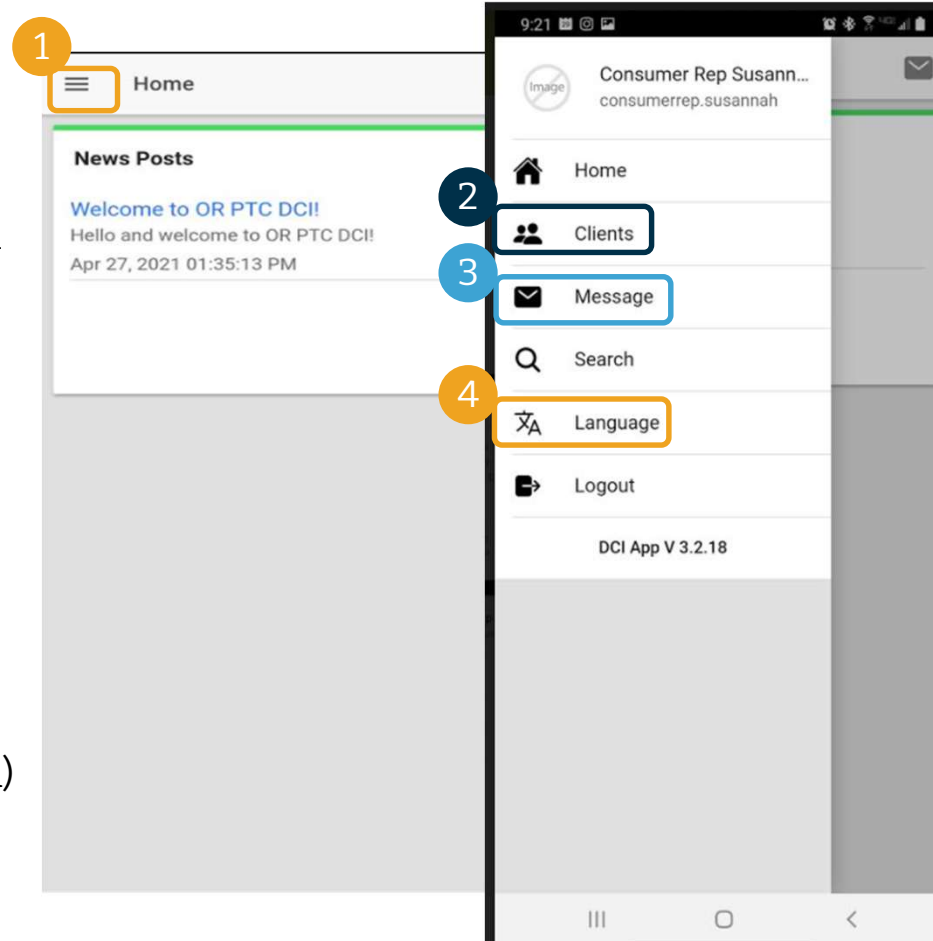 1
Home
News Posts
Welcome to OR PTC DCI!
Hello and welcome to OR PTC DCI!
Apr 27, 2021 01:35:13 PM
)
9:21
Image
Consumer Rep Susann...
consumerrep.susannah
Home
2
Clients
3
Message
Search
4
Language
Logout
DCI App V 3.2.18